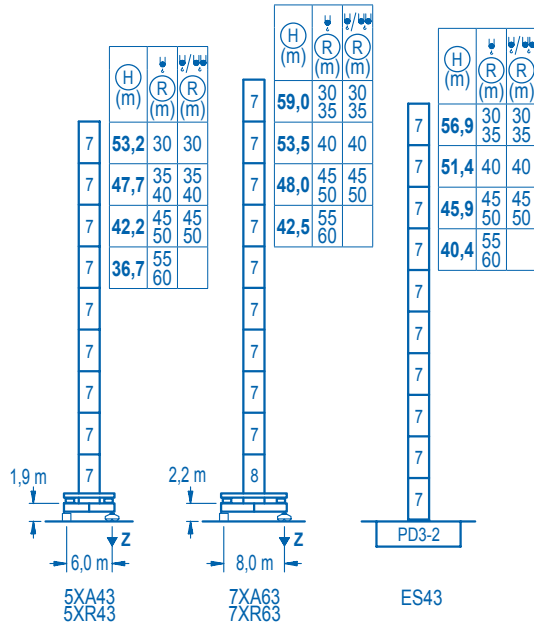 H (m) R (m) R (m)
53,2 30 30
47,7 35 40 35 40
42,2 45 50 45 50
36,7 55 60
7
7
7
7
7
7
7
7
7
1,9 m
Z
6,0 m
5XA43
5XR43
H (m) R (m) R (m)
59,0 30 35 30 35
53,5 40 40
48,0 45 50 45 50
42,5 55 60
7
7
7
7
7
7
7
7
7
8
2,2 m
Z
8,0 m
7XA63
7XR63
H (m) R (m) R (m)
56,9 30 35 30 35
51,4 40 40
45,9 45 50 45 50
40,4 55 60
7
7
7
7
7
7
7
7
7
7
PD3-2
ES43